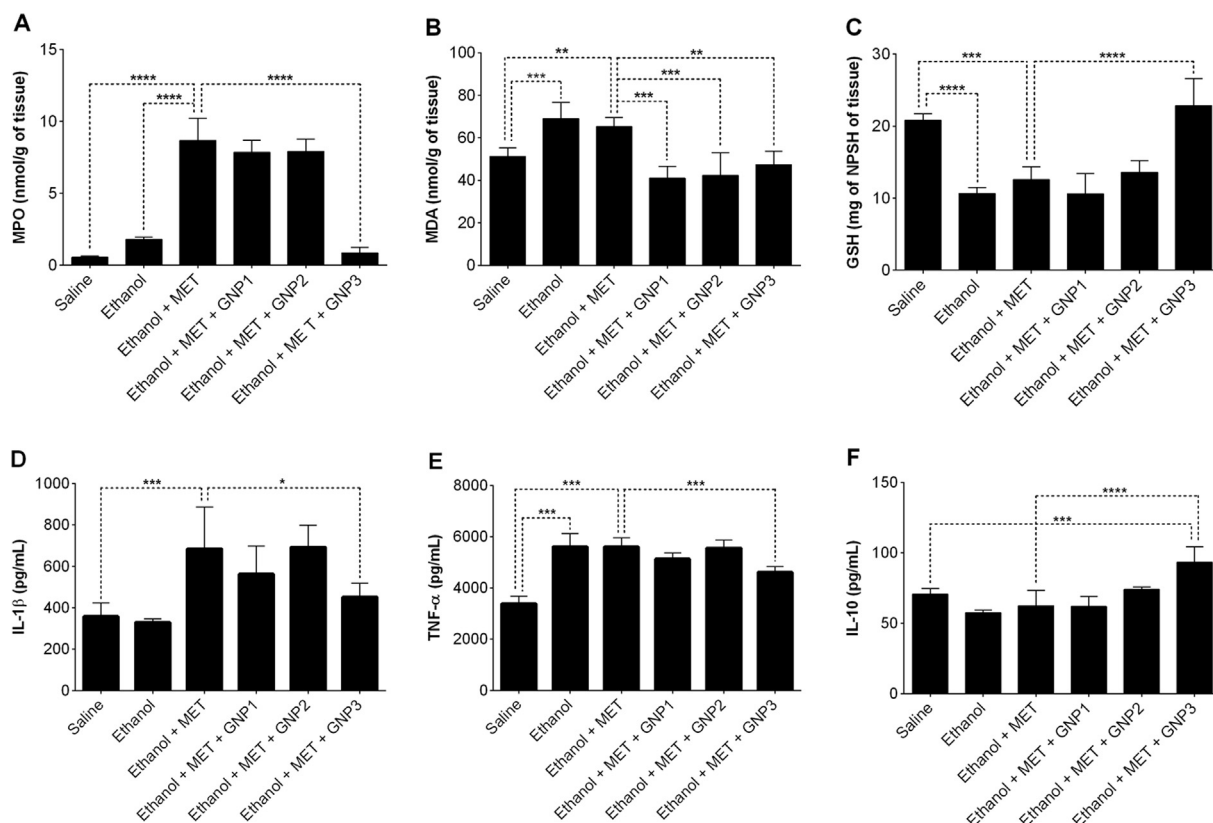 A
MPO (nmol/g of tissue)
15
10
5
0
****
****
****
Saline
Ethanol
Ethanol + MET
Ethanol + MET + GNP1
Ethanol + MET + GNP2
Ethanol + ME T + GNP3
B
MDA (nmol/g of tissue)
100
80
60
40
20
0
**
**
***
***
***
Saline
Ethanol
Ethanol + MET
Ethanol + MET + GNP1
Ethanol + MET + GNP2
Ethanol + MET + GNP3
C
GSH (mg of NPSH of tissue)
30
20
10
0
***
****
****
Saline
Ethanol
Ethanol + MET
Ethanol + MET + GNP1
Ethanol + MET + GNP2
Ethanol + MET + GNP3
D
IL-1β (pg/mL)
1000
800
600
400
200
0
***
*
Saline
Ethanol
Ethanol + MET
Ethanol + MET + GNP1
Ethanol + MET + GNP2
Ethanol + MET + GNP3
E
TNF-α (pg/mL)
8000
6000
4000
2000
0
***
***
***
Saline
Ethanol
Ethanol + MET
Ethanol + MET + GNP1
Ethanol + MET + GNP2
Ethanol + MET + GNP3
F
IL-10 (pg/mL)
150
100
50
0
****
***
Saline
Ethanol
Ethanol + MET
Ethanol + MET + GNP1
Ethanol + MET + GNP2
Ethanol + MET + GNP3